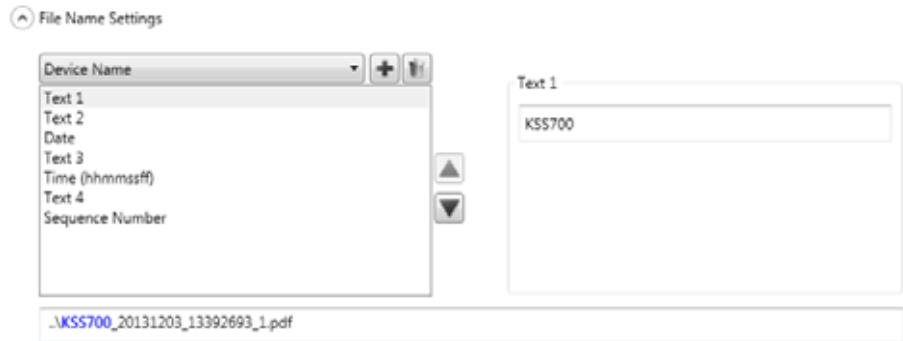 File Name Settings
Device Name
Text 1
Text 2
Date
Text 3
Time (hhmmssff)
Text 4
Sequence Number
Text 1
KSS700
..\KSS700_20131203_13392693_1.pdf